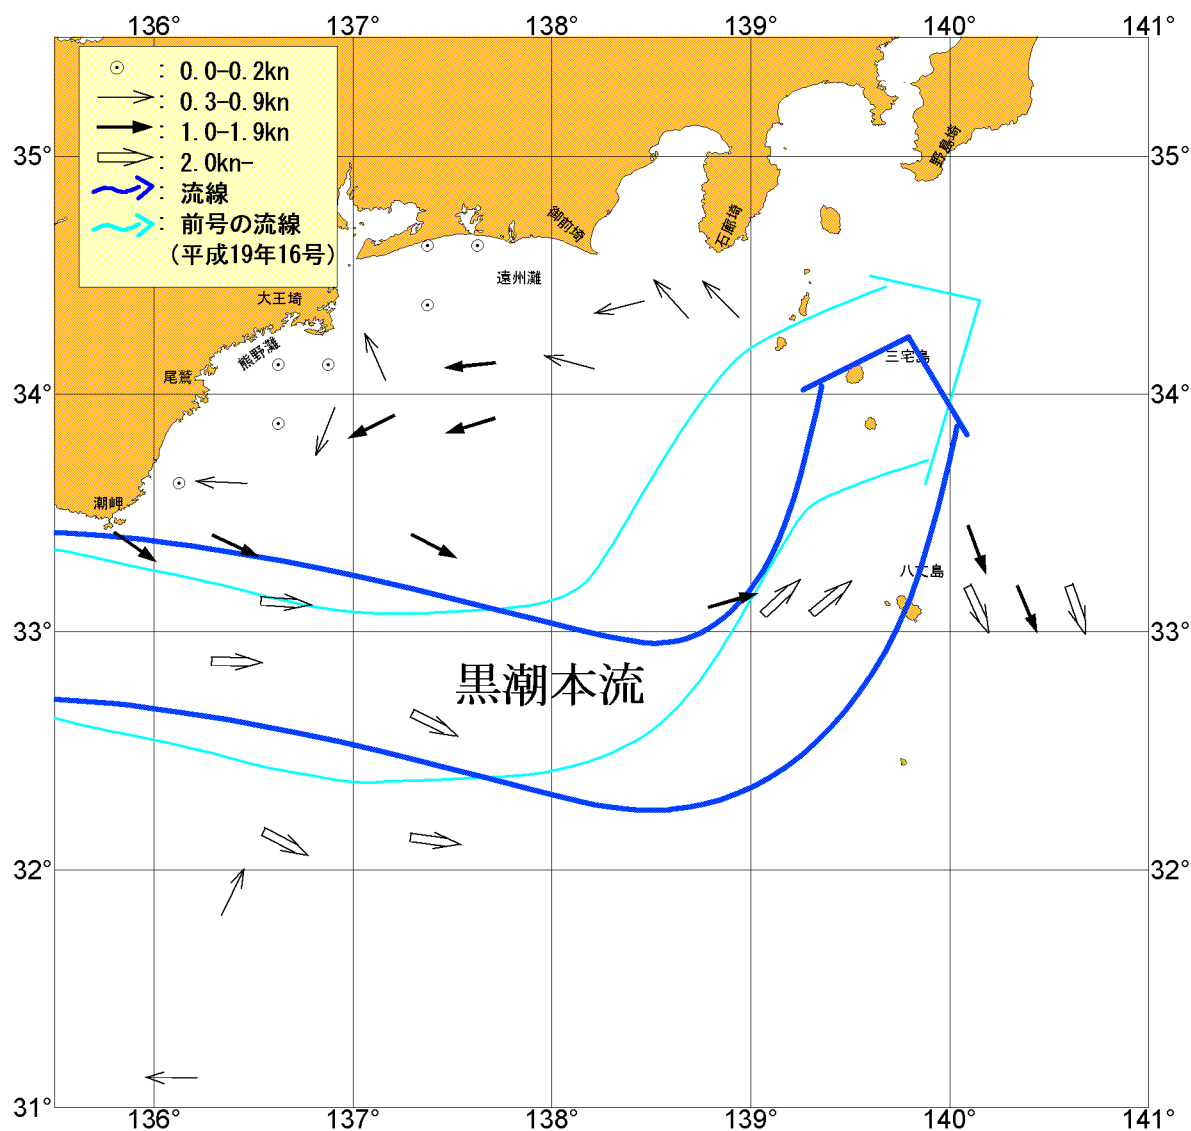 136° 137° 138° 139° 140° 141°
: 0.0-0.2kn
: 0.3-0.9kn
: 1.0-1.9kn
: 2.0kn-
: 流線
: 前号の流線
(平成19年16号)
35° 35°
野島埼
御前埼
石廊埼
遠州灘
大王埼
熊野灘
三宅島
尾鷲
34° 34°
潮岬
八丈島
33° 33°
黒潮本流
32° 32°
31° 31°
136° 137° 138° 139° 140° 141°